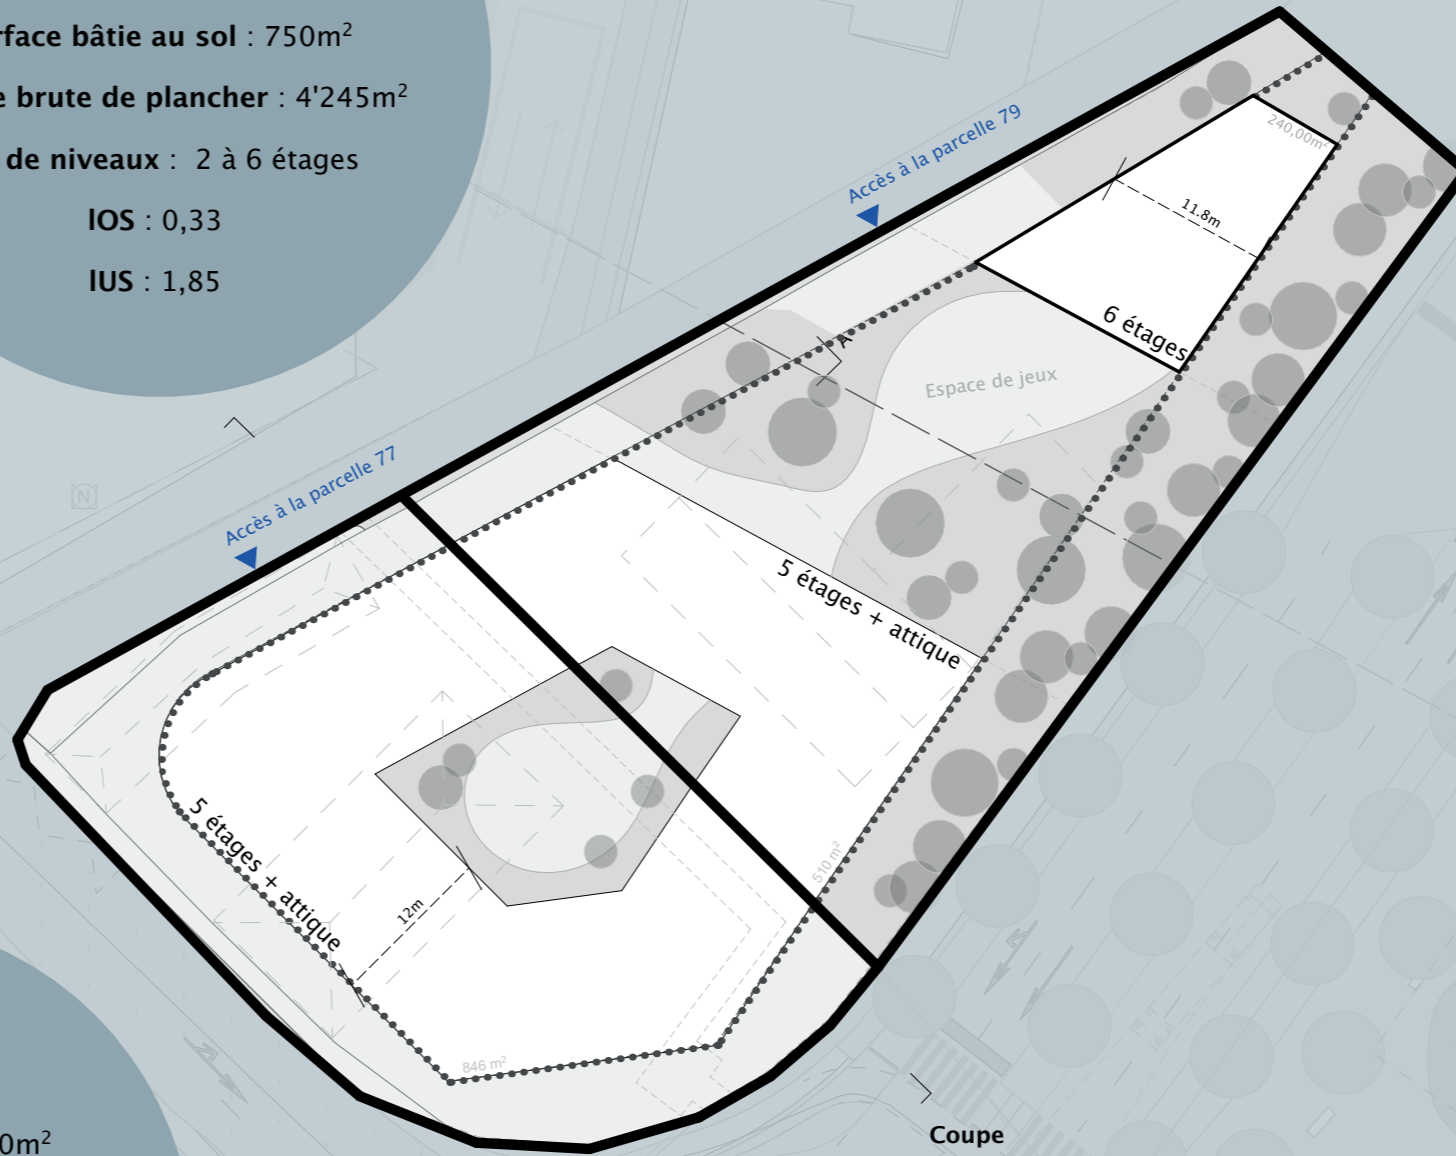 rface bâtie au sol : 750m²
e brute de plancher : 4'245m²
de niveaux : 2 à 6 étages
IOS : 0,33
IUS : 1,85
Accès à la parcelle 79
240,00m²
11.8m
6 étages
A
Espace de jeux
Accès à la parcelle 77
N
5 étages + attique
5 étages + attique
12m
510 m²
846 m²
0m²
Coupe